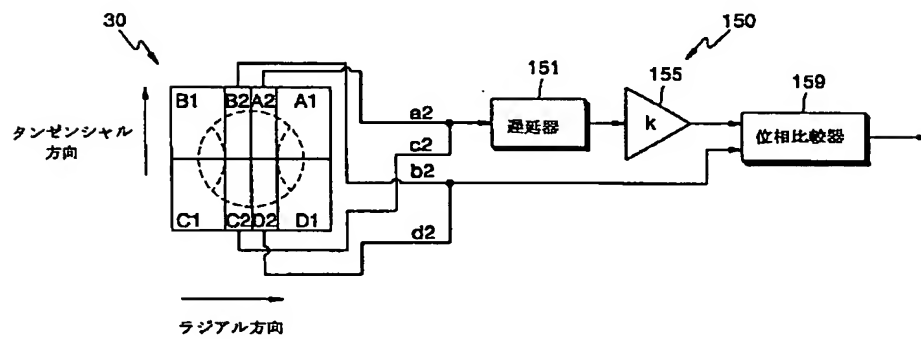 30
150
151
155
159
B1 B2 A2 A1
タンゼンシャル
方向
a2
遅延器
k
位相比較器
c2
b2
C1 C2 D2 D1
d2
ラジアル方向